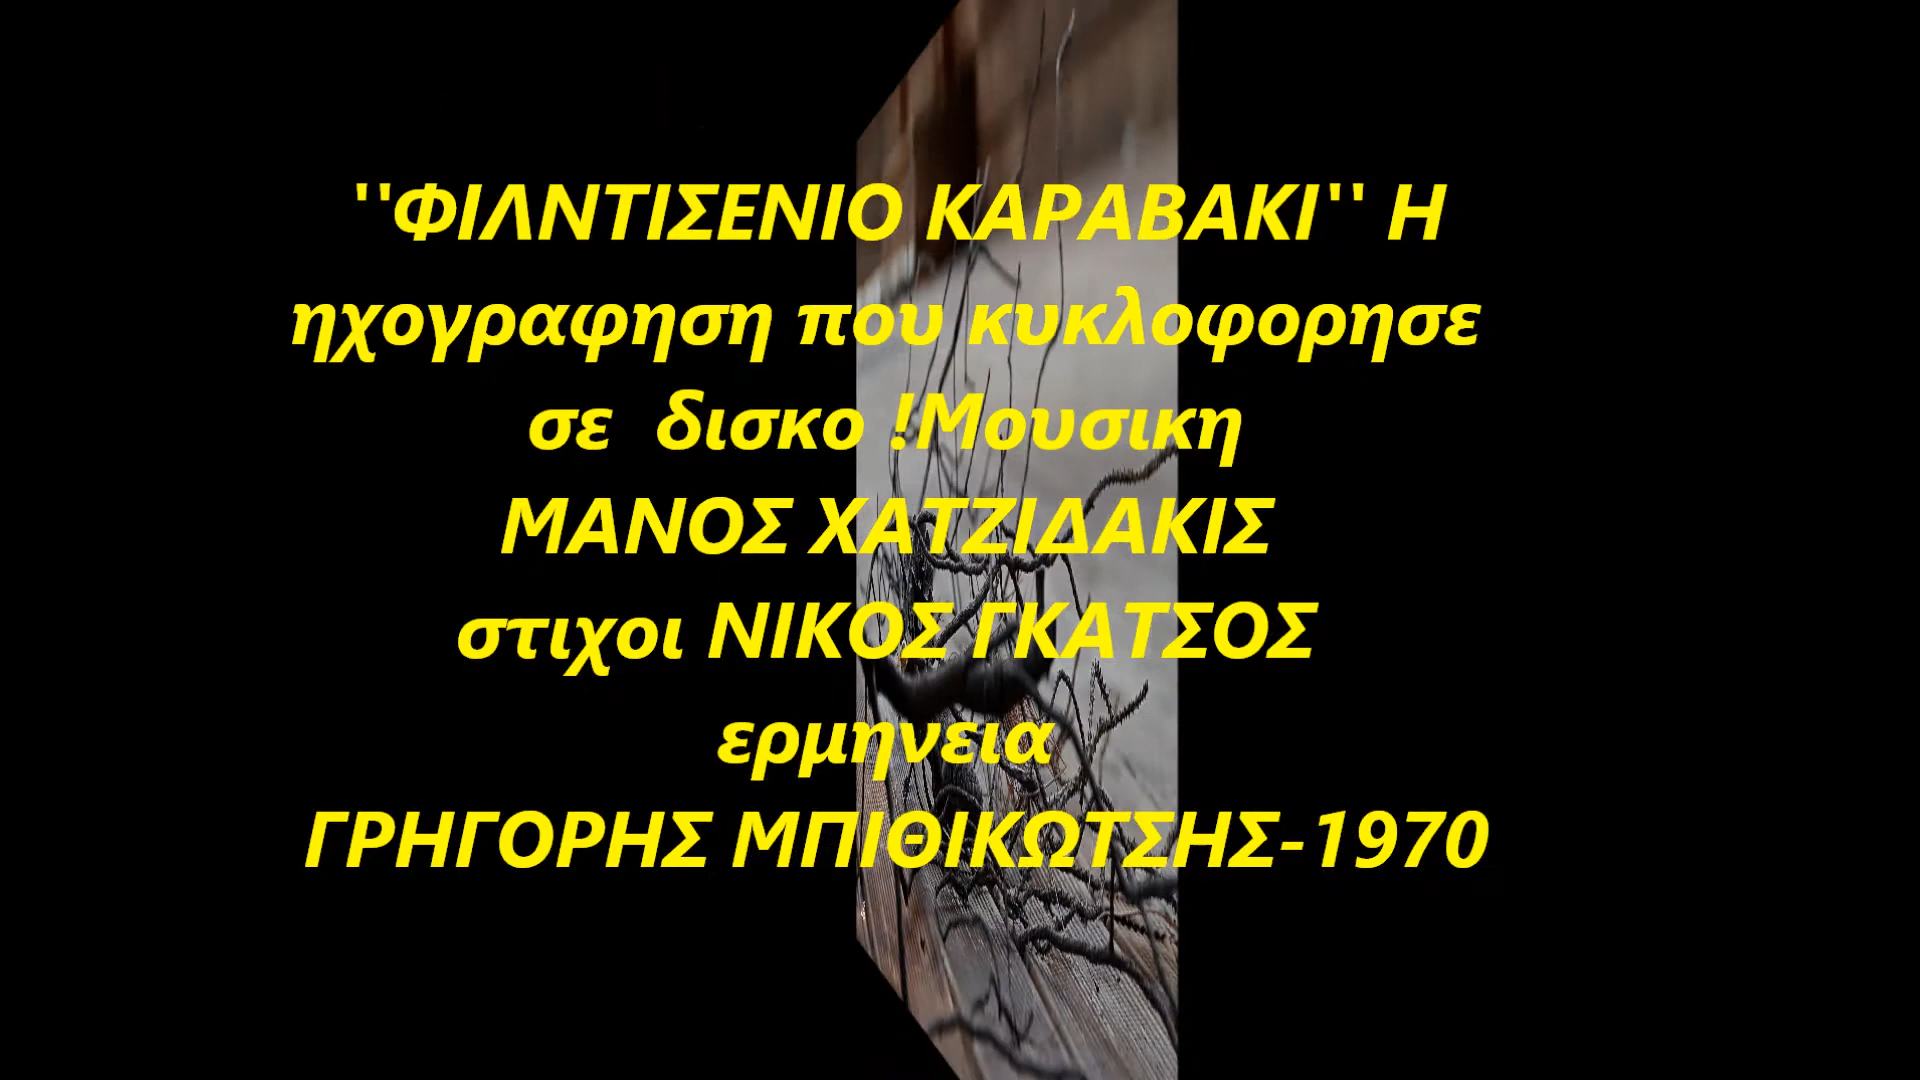 ''ΦΙΛΝΤΙΣΕΝΙΟ ΚΑΡΑΒΑΚΙ'' Η
ηχογραφηση που κυκλοφορησε
σε  δισκο !Μουσικη
ΜΑΝΟΣ ΧΑΤΖΙΔΑΚΙΣ
στιχοι ΝΙΚΟΣ ΓΚΑΤΣΟΣ
ερμηνεια
ΓΡΗΓΟΡΗΣ ΜΠΙΘΙΚΩΤΣΗΣ-1970